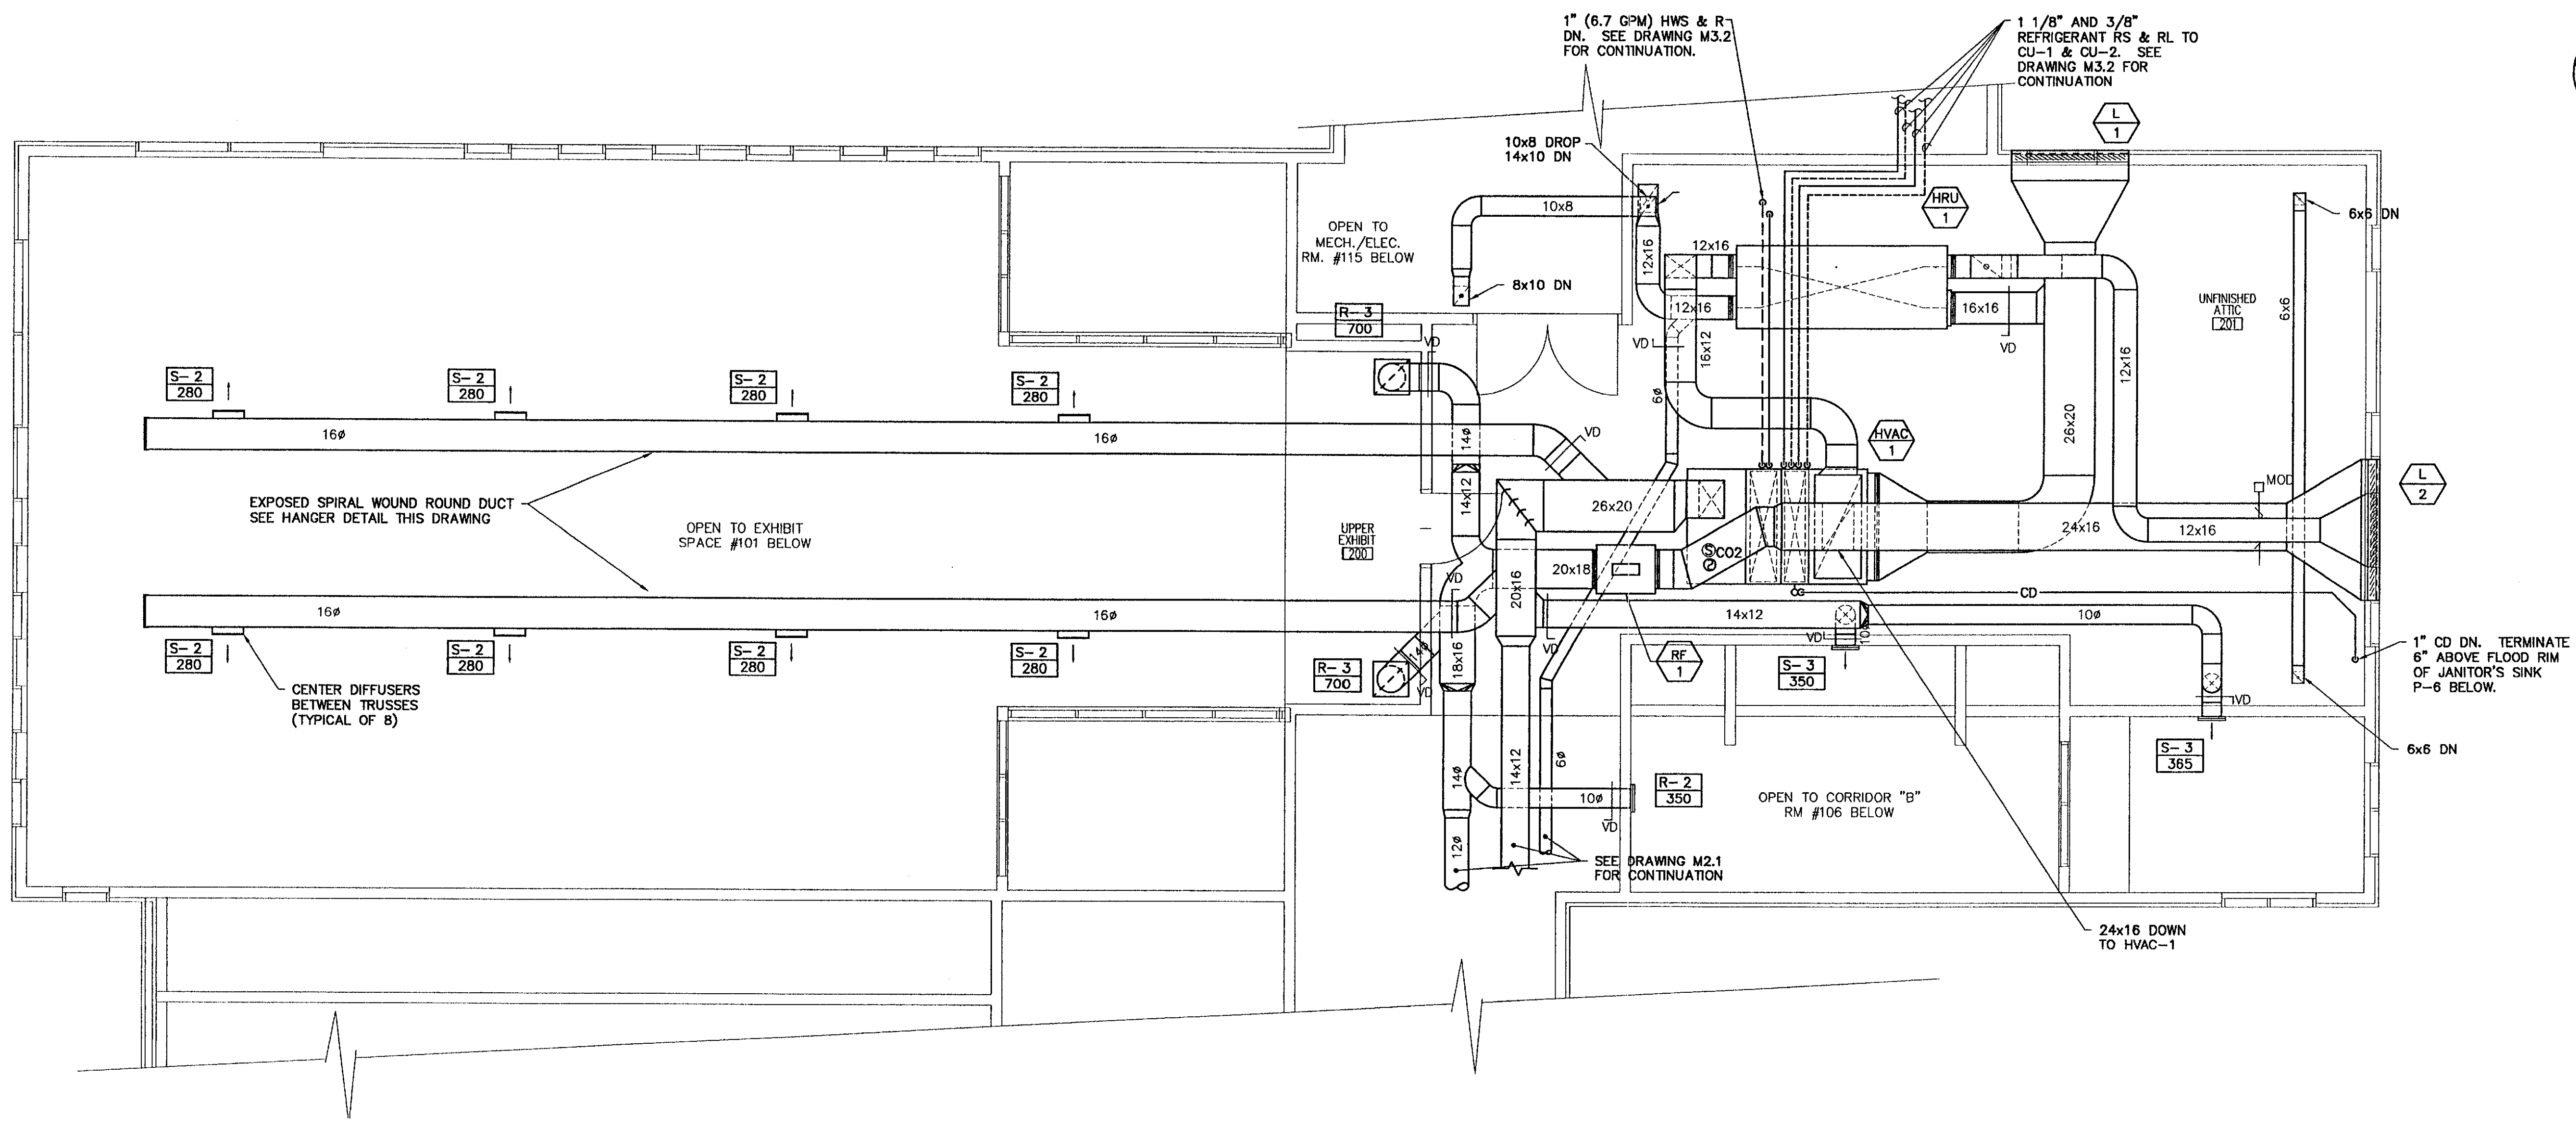 1" (6.7 GPM) HWS & R
DN. SEE DRAWING M3.2
FOR CONTINUATION.
1 1/8" AND 3/8"
REFRIGERANT RS & RL TO
CU-1 & CU-2. SEE
DRAWING M3.2 FOR
CONTINUATION
L
1
10x8 DROP
14x10 DN
HRU
1
10x8
6x6 DN
OPEN TO
MECH./ELEC.
RM. #115 BELOW
12x16
12x16
8x10 DN
12x16
16x16
UNFINISHED
ATTIC
201
6x6
R-3
700
VD
VD
16x12
VD
12x16
S-2
280
S-2
280
S-2
280
S-2
280
6ø
26x20
16ø
16ø
14ø
VD
HVAC
1
L
2
MOD
EXPOSED SPIRAL WOUND ROUND DUCT
SEE HANGER DETAIL THIS DRAWING
OPEN TO EXHIBIT
SPACE #101 BELOW
UPPER
EXHIBIT
200
14x12
26x20
24x16
12x16
S
CO2
20x18
VD
20x16
CD
16ø
16ø
14x12
10ø
10ø
VD
VD
S-2
280
S-2
280
S-2
280
S-2
280
R-3
700
14ø
VD
18x16
RF
1
S-3
350
VD
1" CD DN. TERMINATE
6" ABOVE FLOOD RIM
OF JANITOR'S SINK
P-6 BELOW.
CENTER DIFFUSERS
BETWEEN TRUSSES
(TYPICAL OF 8)
S-3
365
6x6 DN
14ø
14x12
6ø
10ø
VD
R-2
350
OPEN TO CORRIDOR "B"
RM #106 BELOW
12ø
SEE DRAWING M2.1
FOR CONTINUATION
24x16 DOWN
TO HVAC-1